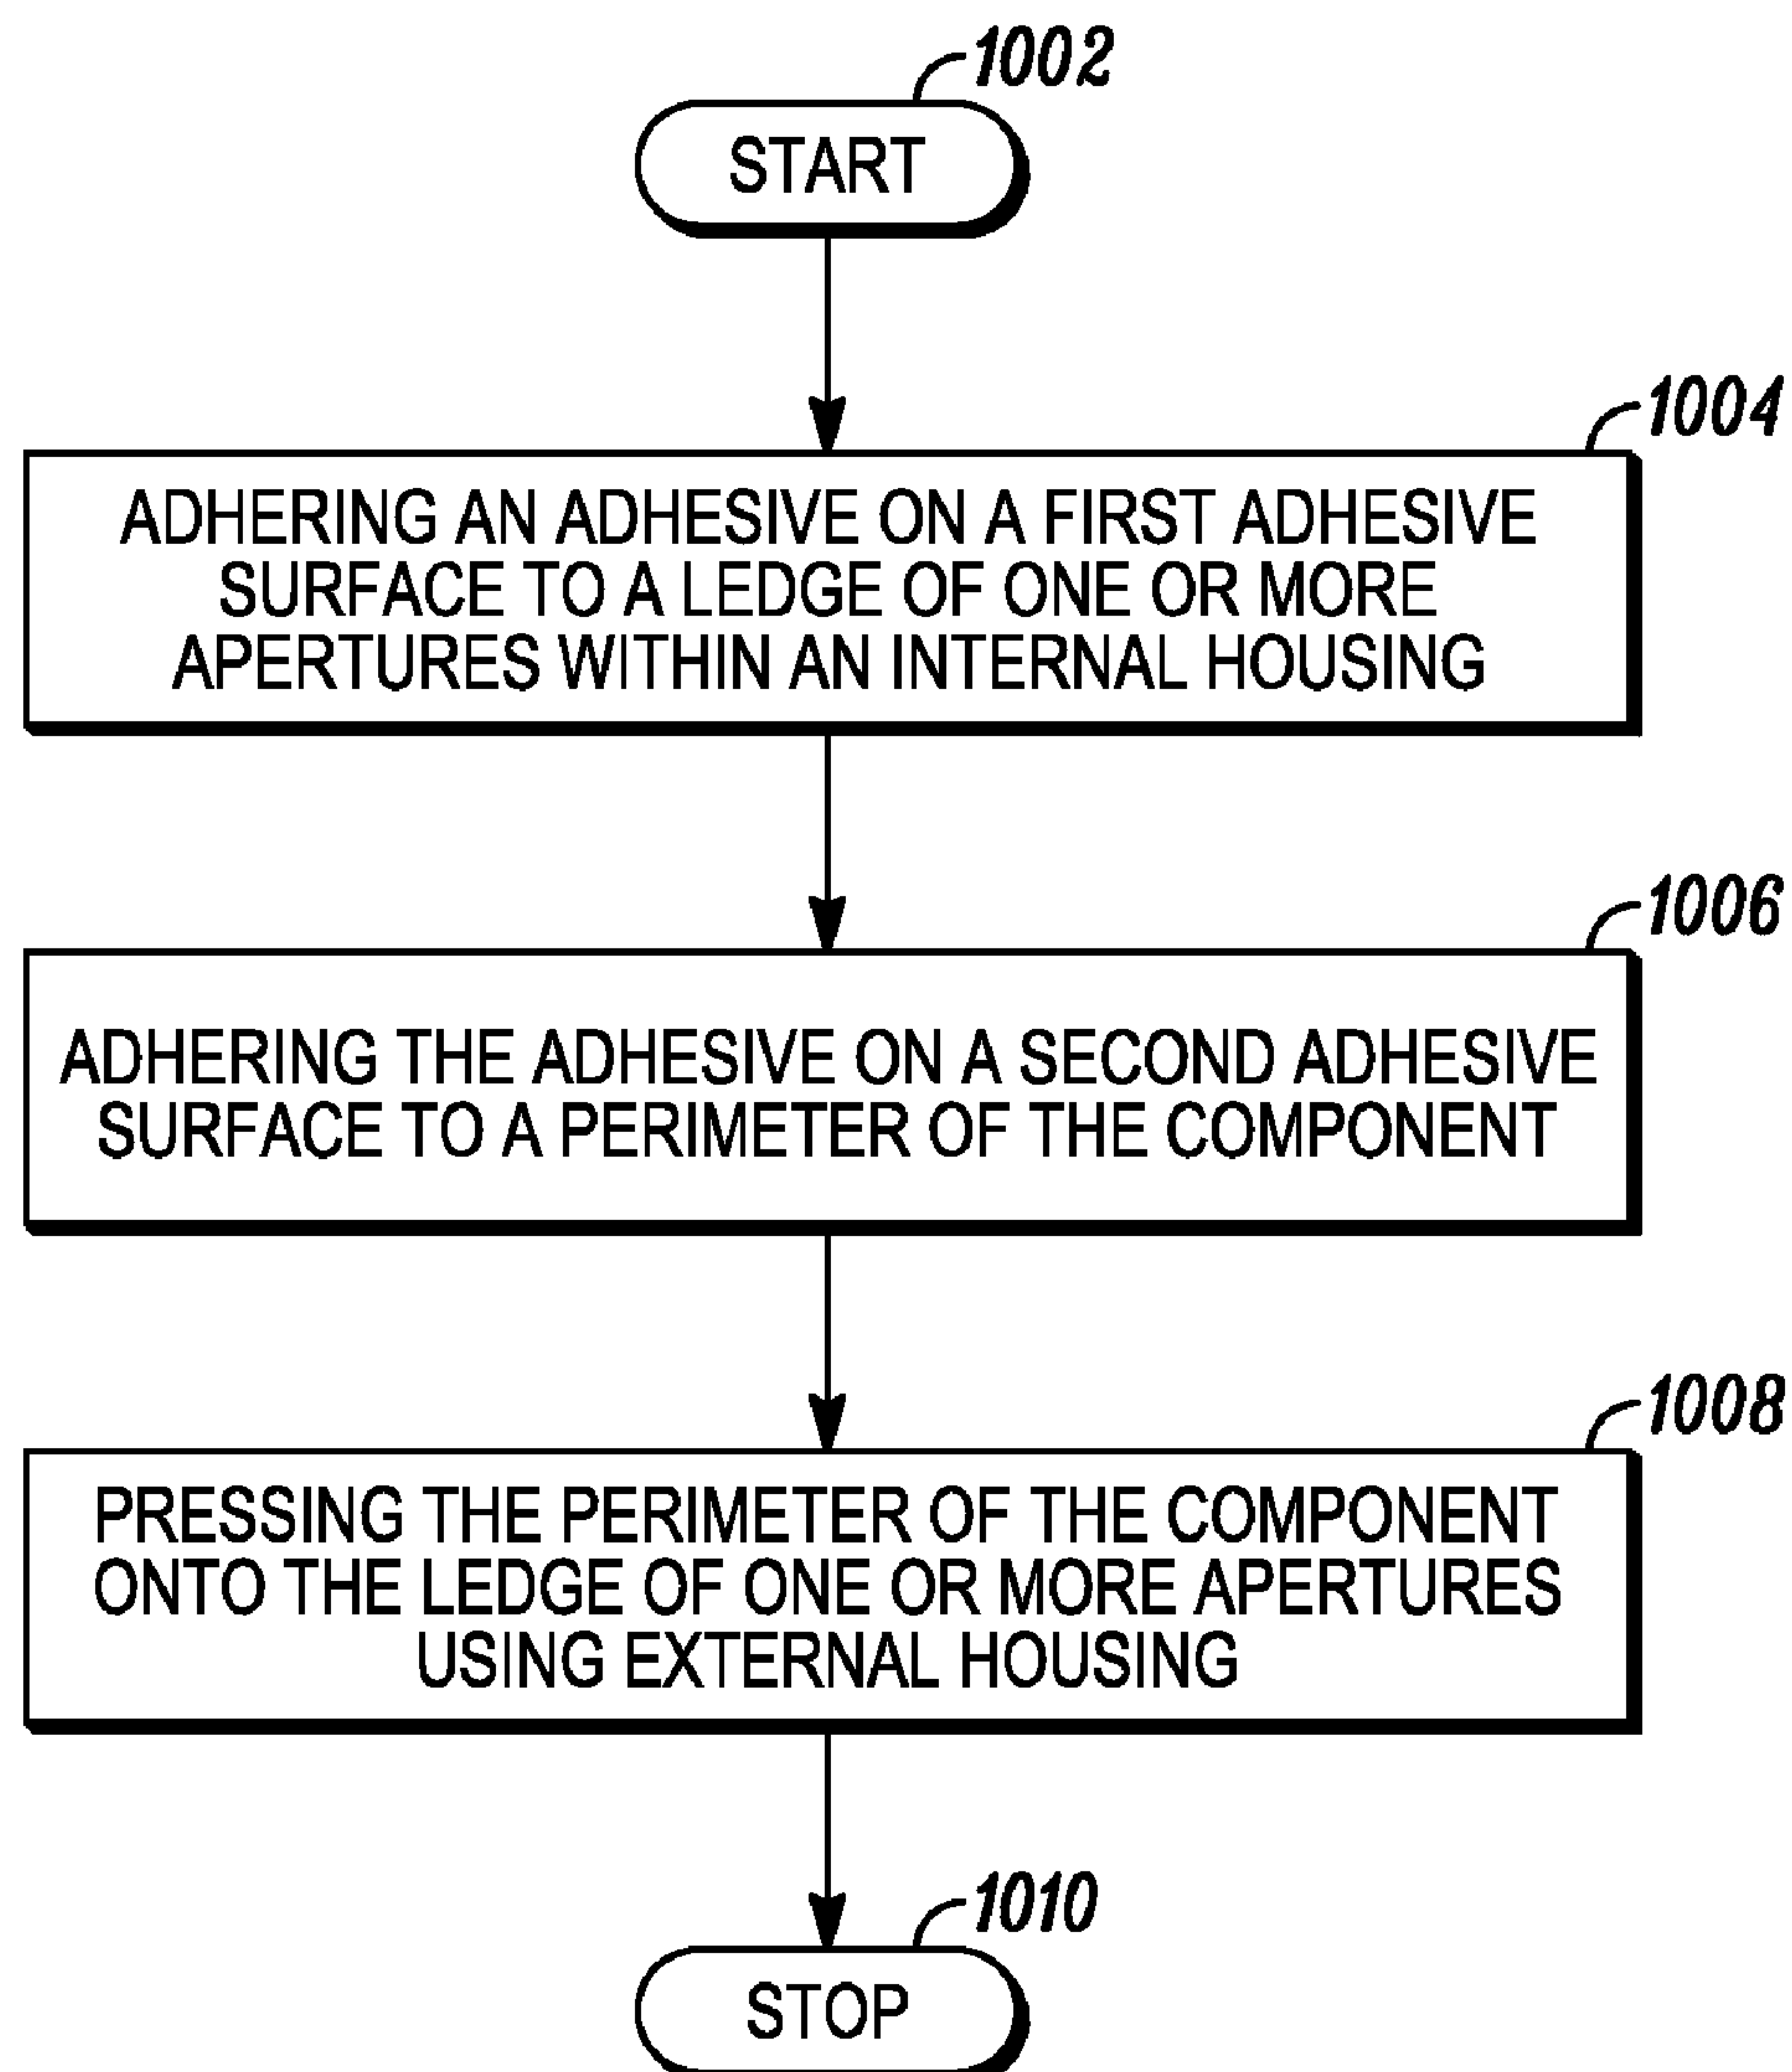 1002
START
1004
ADHERING AN ADHESIVE ON A FIRST ADHESIVE
SURFACE TO A LEDGE OF ONE OR MORE
APERTURES WITHIN AN INTERNAL HOUSING
1006
ADHERING THE ADHESIVE ON A SECOND ADHESIVE
SURFACE TO A PERIMETER OF THE COMPONENT
1008
PRESSING THE PERIMETER OF THE COMPONENT
ONTO THE LEDGE OF ONE OR MORE APERTURES
USING EXTERNAL HOUSING
1010
STOP